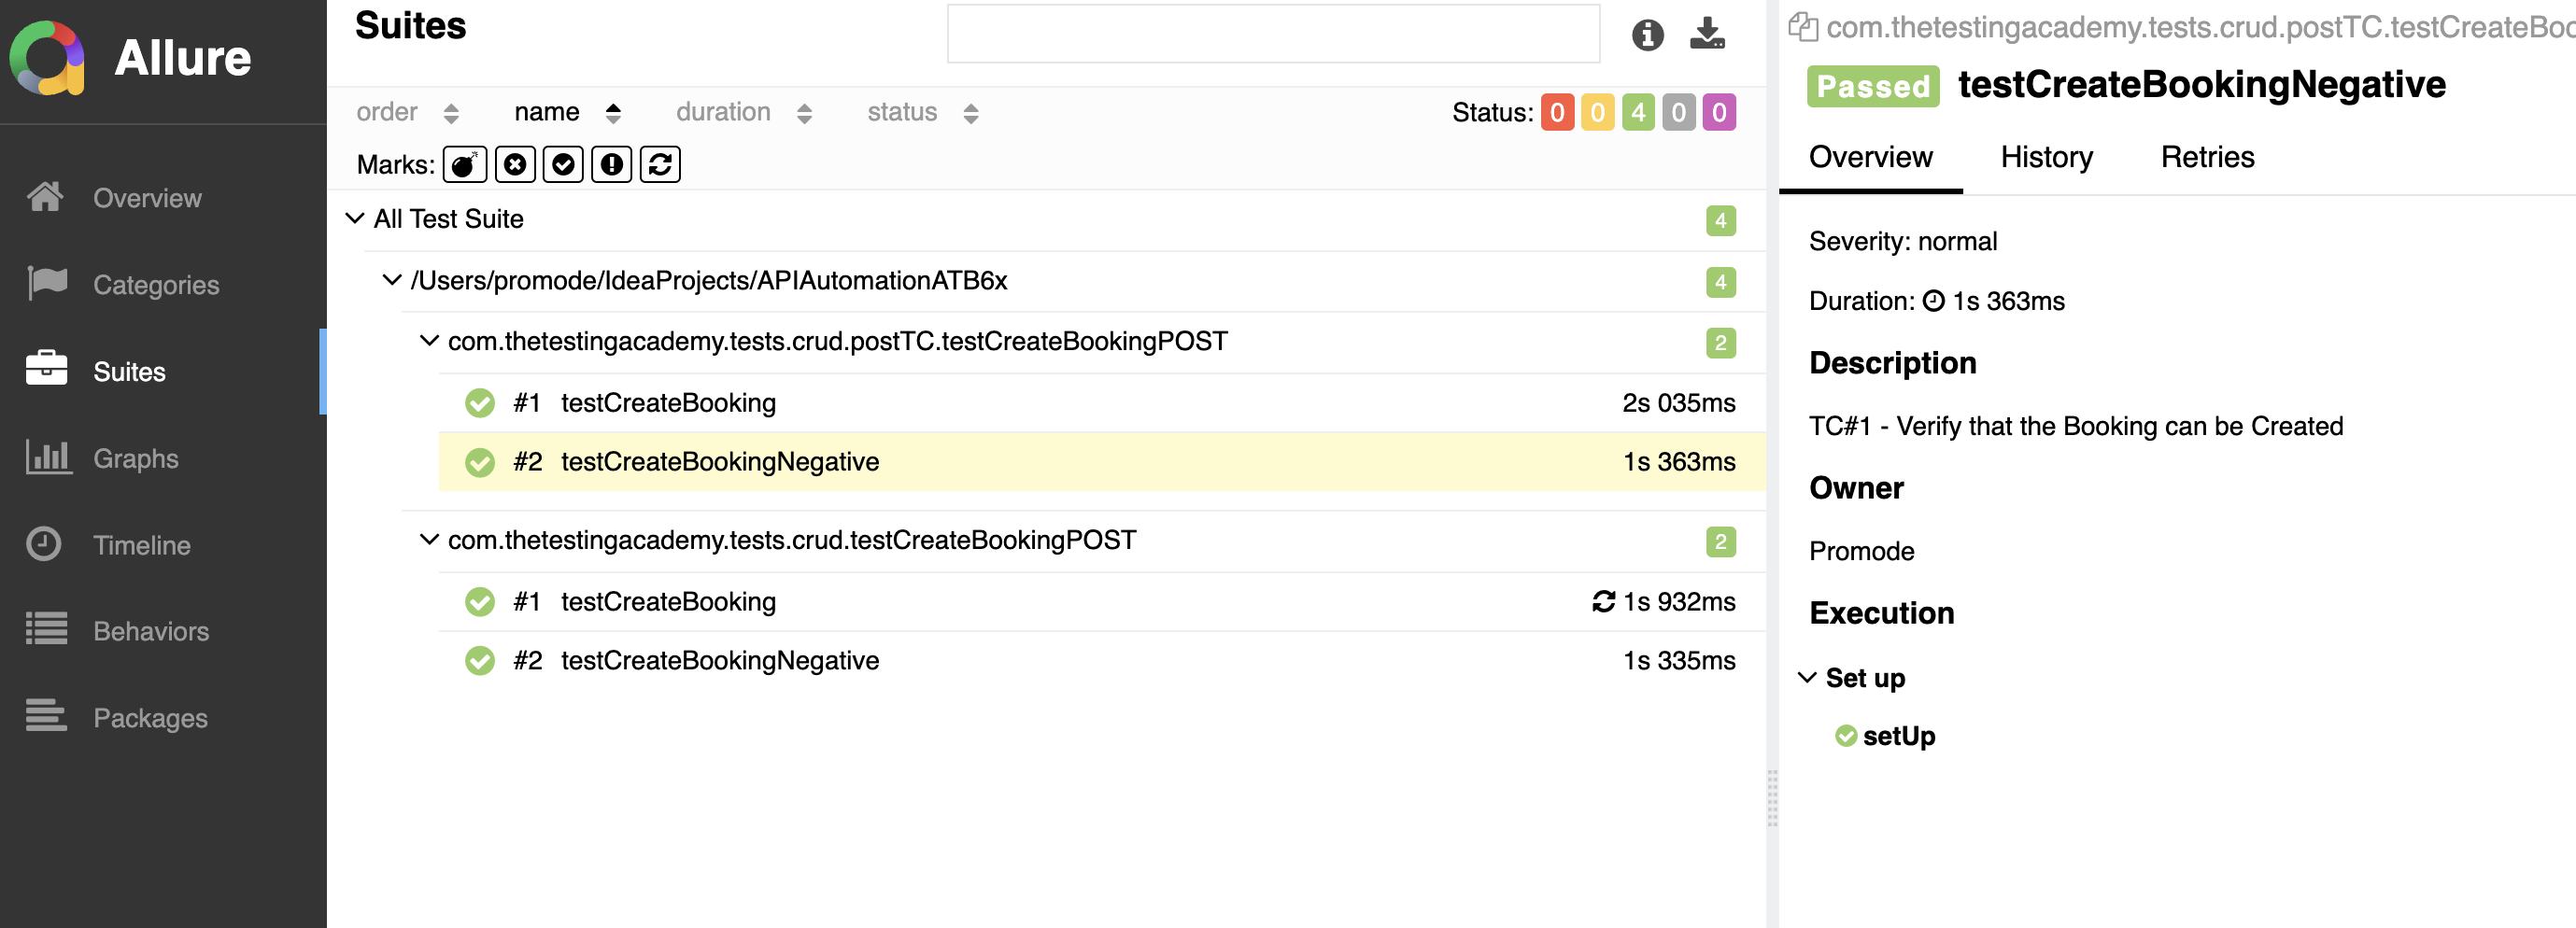 Allure
Overview
Categories
Suites
Graphs
Timeline
Behaviors
Packages
Suites
order name duration status Status: 0 0 4 0 0
Marks:
All Test Suite 4
/Users/promode/IdeaProjects/APIAutomationATB6x 4
com.thetestingacademy.tests.crud.postTC.testCreateBookingPOST 2
#1 testCreateBooking 2s 035ms
#2 testCreateBookingNegative 1s 363ms
com.thetestingacademy.tests.crud.testCreateBookingPOST 2
#1 testCreateBooking 1s 932ms
#2 testCreateBookingNegative 1s 335ms
com.thetestingacademy.tests.crud.postTC.testCreateBoo
Passed testCreateBookingNegative
Overview History Retries
Severity: normal
Duration: 1s 363ms
Description
TC#1 - Verify that the Booking can be Created
Owner
Promode
Execution
Set up
setUp